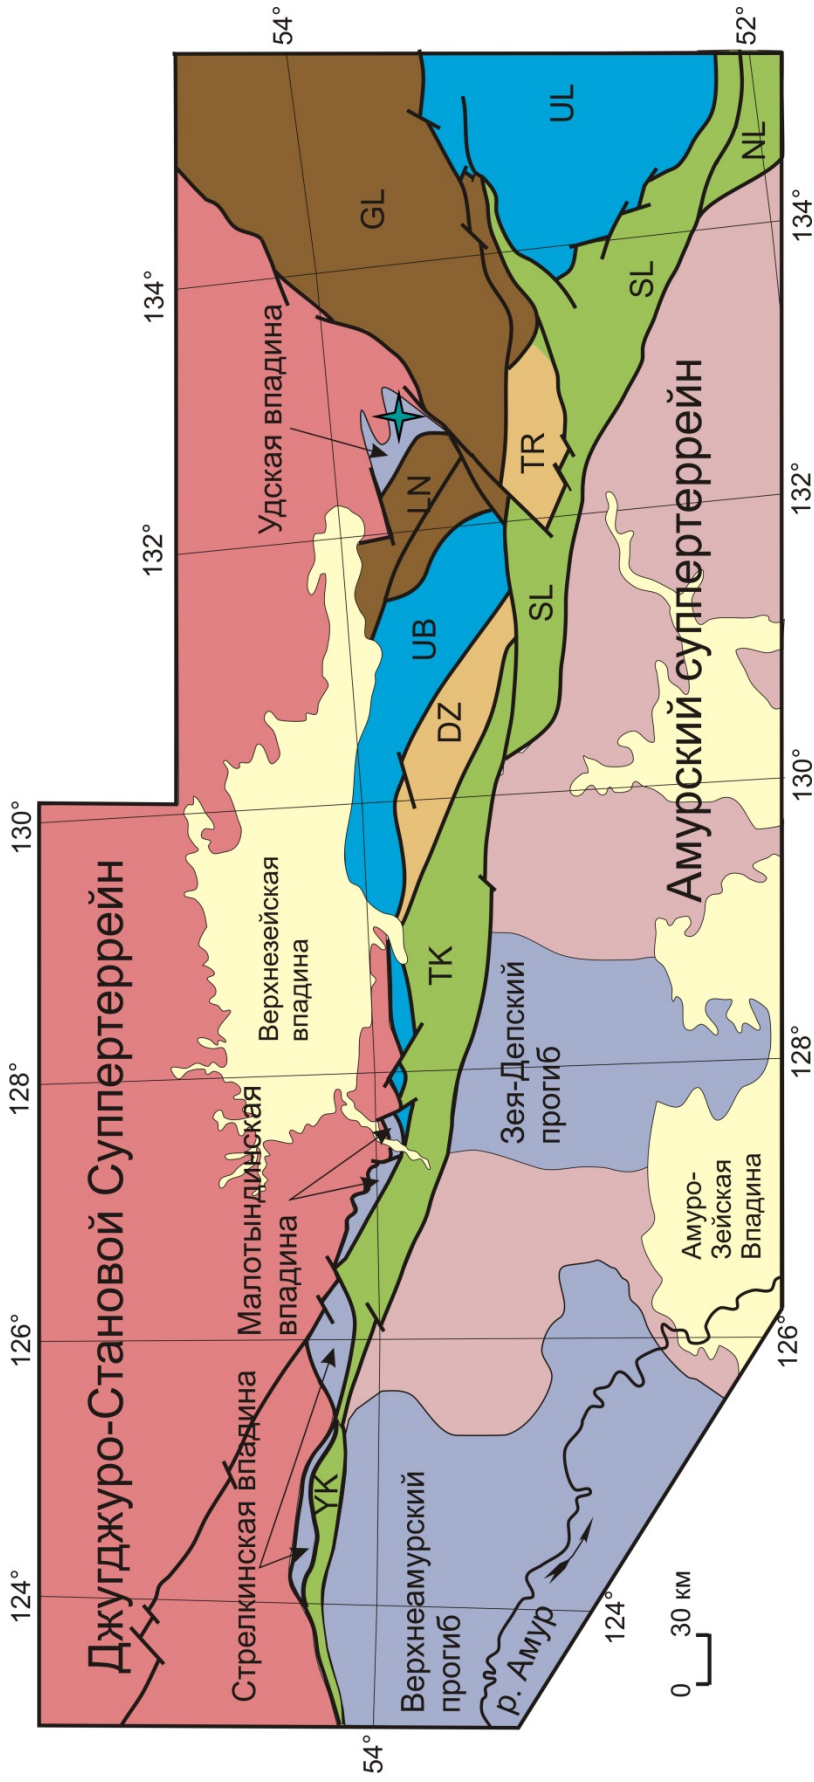 124°
126°
128°
130°
132°
134°
54°
52°
54°
Джугджуро-Становой Суппертеррейн
Стрелкинская впадина
Малотындинская
впадина
Верхнезейская
впадина
Удская впадина
GL
UL
LN
UB
TR
DZ
SL
SL
NL
TK
YK
Верхнеамурский
прогиб
Зея-Депский
прогиб
Амурский суппертеррейн
Амуро-
Зейская
Впадина
р. Амур
0 30 км
124°
126°
128°
130°
132°
134°